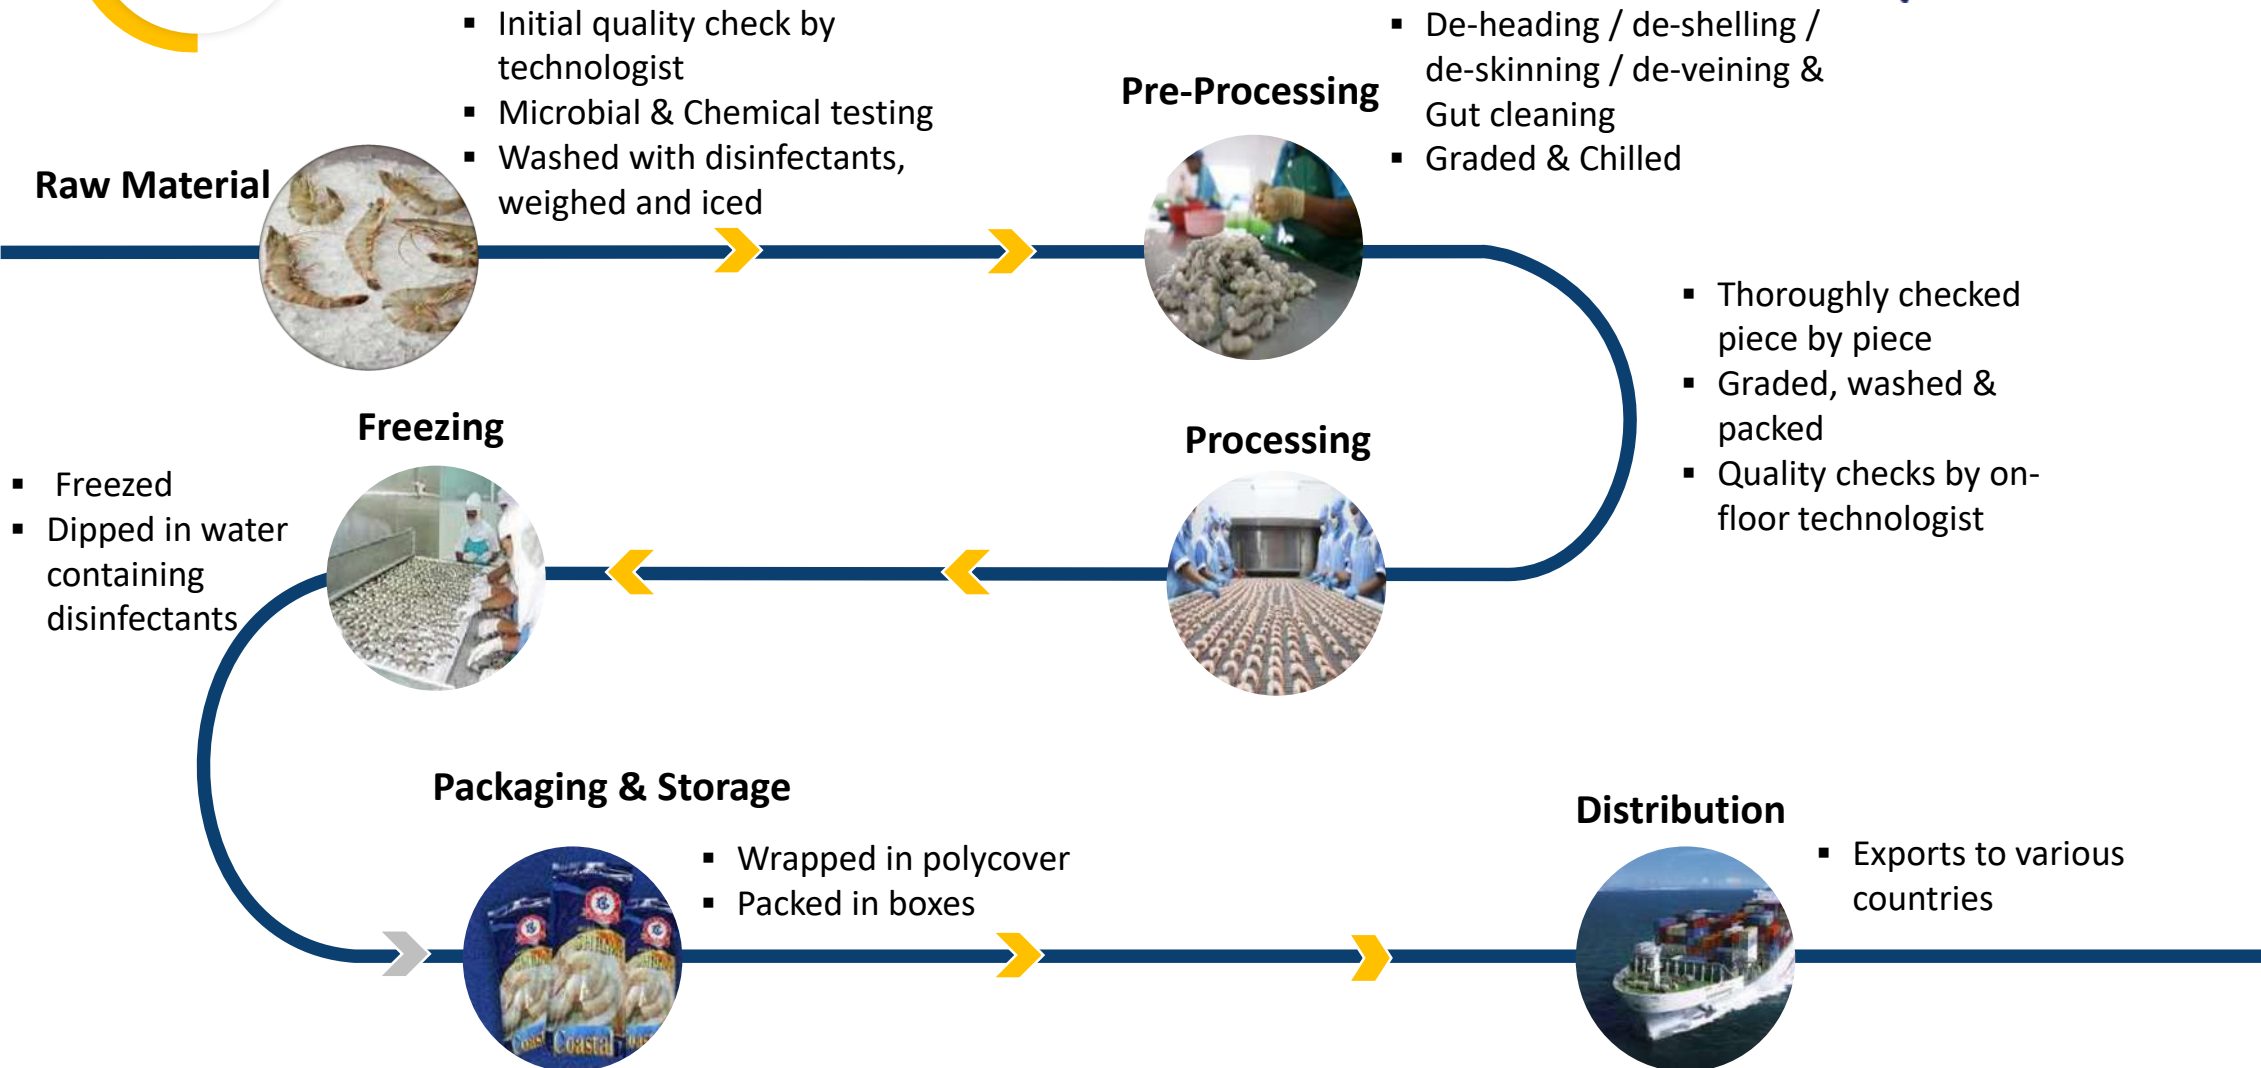 ▪ Initial quality check by
technologist
▪ Microbial & Chemical testing
▪ Washed with disinfectants,
weighed and iced
Raw Material
Pre-Processing
▪ De-heading / de-shelling /
de-skinning / de-veining &
Gut cleaning
▪ Graded & Chilled
▪ Thoroughly checked
piece by piece
▪ Graded, washed &
packed
▪ Quality checks by on-
floor technologist
Processing
Freezing
▪ Freezed
▪ Dipped in water
containing
disinfectants
Packaging & Storage
▪ Wrapped in polycover
▪ Packed in boxes
Coastal
Distribution
▪ Exports to various
countries